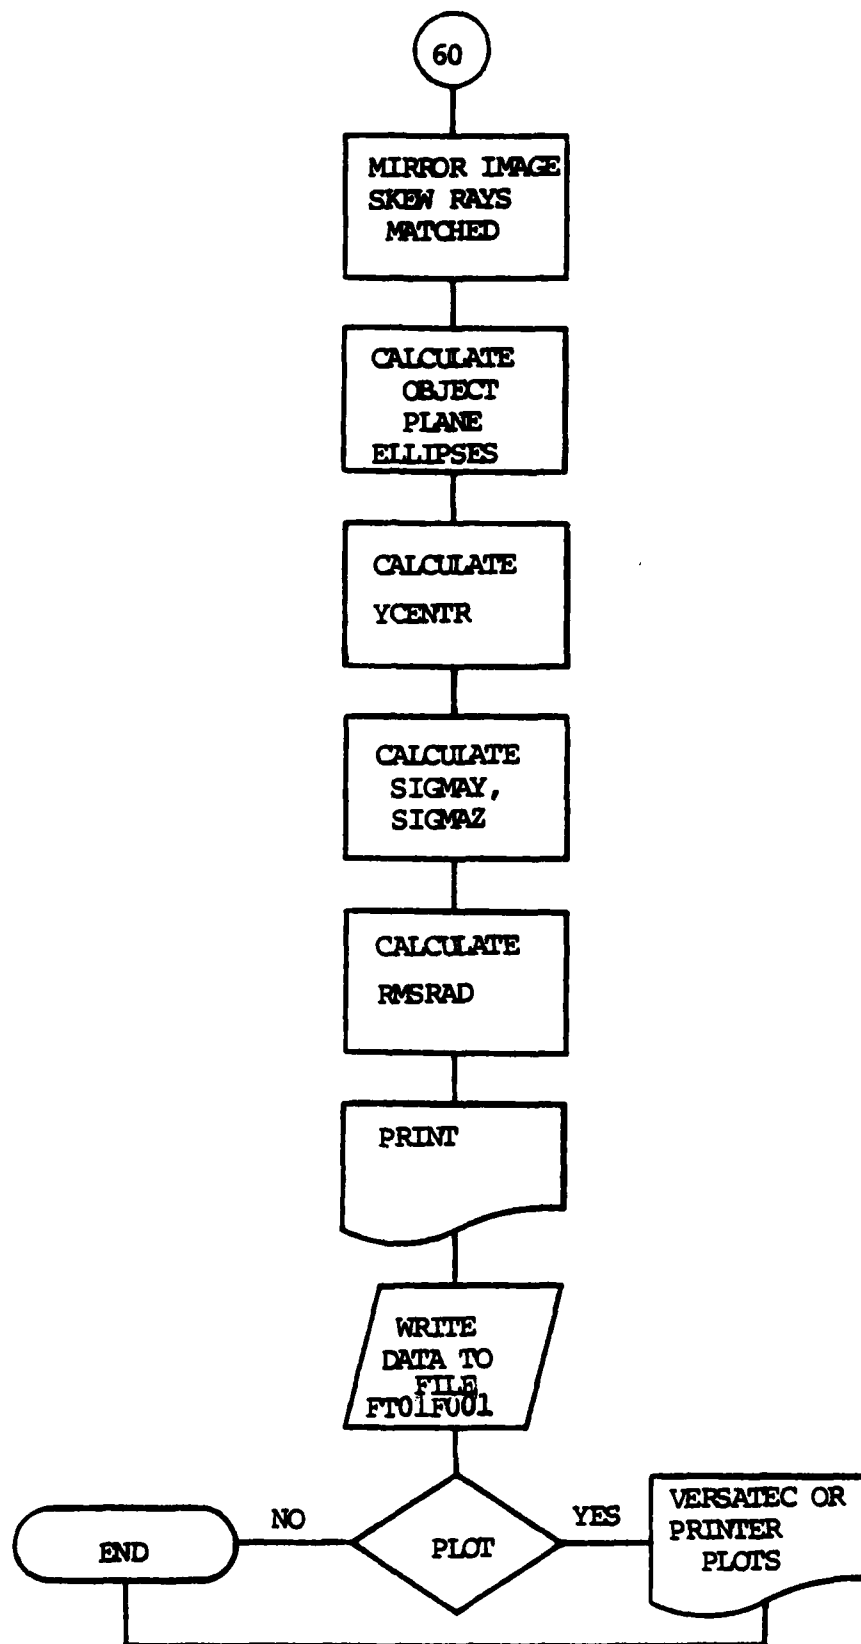 60
MIRROR IMAGE
SKEW RAYS
MATCHED
CALCULATE
OBJECT
PLANE
ELLIPSES
CALCULATE
YCENTR
CALCULATE
SIGMAY,
SIGMAZ
CALCULATE
RMSRAD
PRINT
WRITE
DATA TO
FILE
FT01F001
END
NO
PLOT
YES
VERSATEC OR
PRINTER
PLOTS